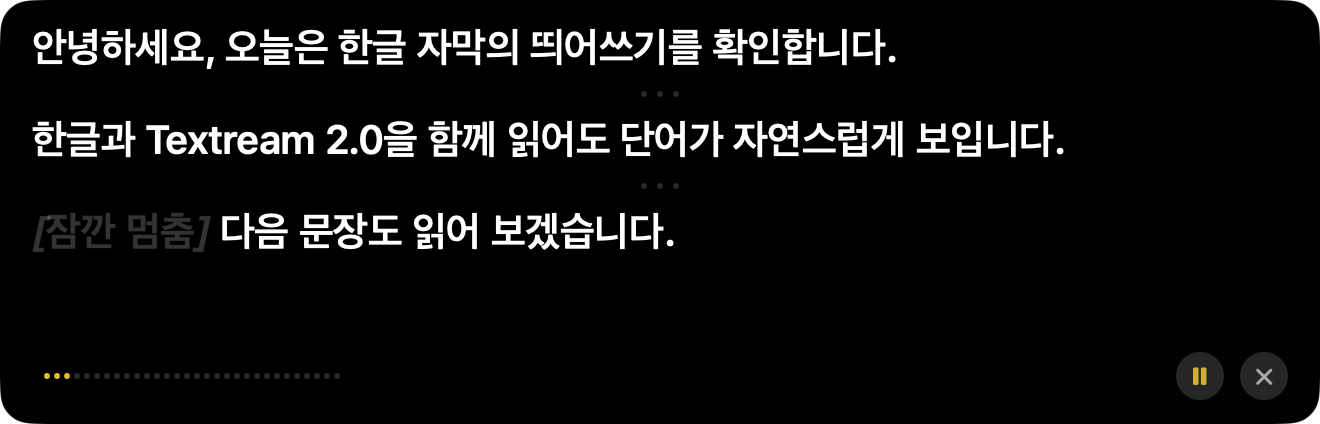 안녕하세요, 오늘은 한글 자막의 띄어쓰기를 확인합니다.
한글과 Textream 2.0을 함께 읽어도 단어가 자연스럽게 보입니다.
[잠깐 멈춤] 다음 문장도 읽어 보겠습니다.